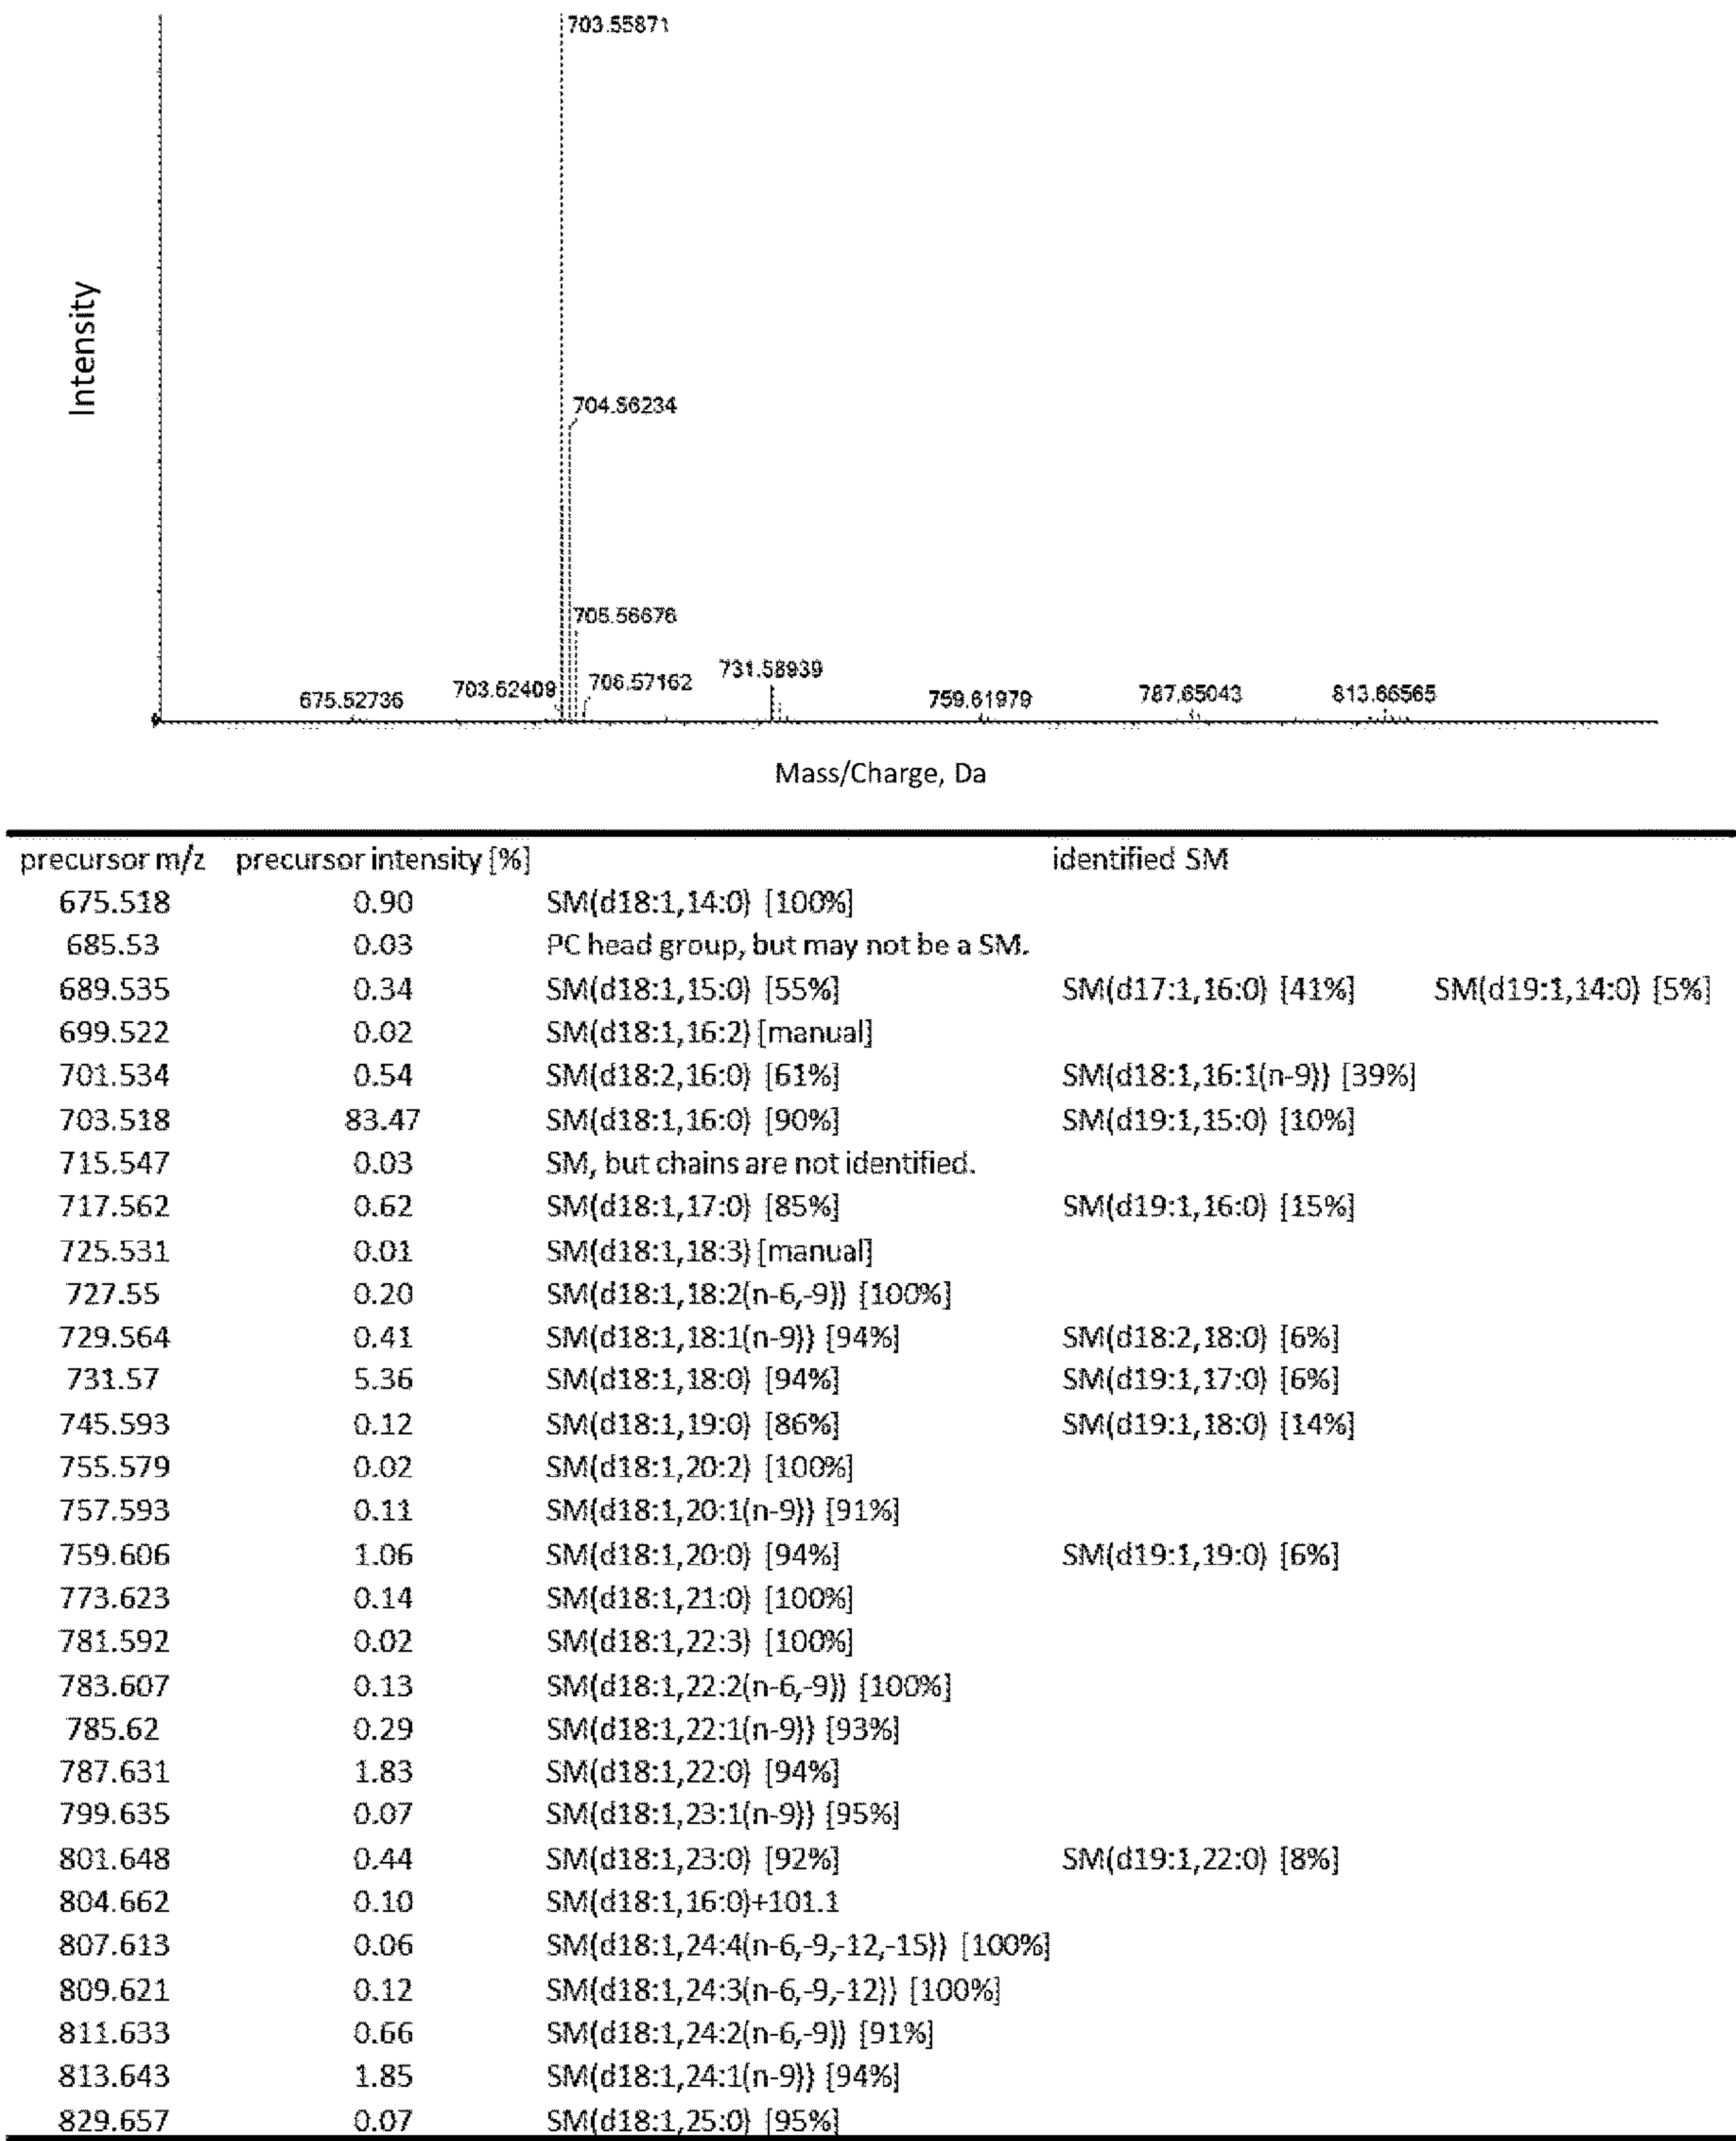 703.55871
Intensity
704.56234
705.56676
731.58939
703.62409
706.57162
675.52736
759.61979
787.65043
813.66565
Mass/Charge, Da
precursor m/z precursor intensity [%] identified SM
675.518 0.90 SM(d18:1,14:0) [100%]
685.53 0.03 PC head group, but may not be a SM.
689.535 0.34 SM(d18:1,15:0) [55%] SM(d17:1,16:0) [41%] SM(d19:1,14:0) [5%]
699.522 0.02 SM(d18:1,16:2) [manual]
701.534 0.54 SM(d18:2,16:0) [61%] SM(d18:1,16:1(n-9)) [39%]
703.518 83.47 SM(d18:1,16:0) [90%] SM(d19:1,15:0) [10%]
715.547 0.03 SM, but chains are not identified.
717.562 0.62 SM(d18:1,17:0) [85%] SM(d19:1,16:0) [15%]
725.531 0.01 SM(d18:1,18:3) [manual]
727.55 0.20 SM(d18:1,18:2(n-6,-9)) [100%]
729.564 0.41 SM(d18:1,18:1(n-9)) [94%] SM(d18:2,18:0) [6%]
731.57 5.36 SM(d18:1,18:0) [94%] SM(d19:1,17:0) [6%]
745.593 0.12 SM(d18:1,19:0) [86%] SM(d19:1,18:0) [14%]
755.579 0.02 SM(d18:1,20:2) [100%]
757.593 0.11 SM(d18:1,20:1(n-9)) [91%]
759.606 1.06 SM(d18:1,20:0) [94%] SM(d19:1,19:0) [6%]
773.623 0.14 SM(d18:1,21:0) [100%]
781.592 0.02 SM(d18:1,22:3) [100%]
783.607 0.13 SM(d18:1,22:2(n-6,-9)) [100%]
785.62 0.29 SM(d18:1,22:1(n-9)) [93%]
787.631 1.83 SM(d18:1,22:0) [94%]
799.635 0.07 SM(d18:1,23:1(n-9)) [95%]
801.648 0.44 SM(d18:1,23:0) [92%] SM(d19:1,22:0) [8%]
804.662 0.10 SM(d18:1,16:0)+101.1
807.613 0.06 SM(d18:1,24:4(n-6,-9,-12,-15)) [100%]
809.621 0.12 SM(d18:1,24:3(n-6,-9,-12)) [100%]
811.633 0.66 SM(d18:1,24:2(n-6,-9)) [91%]
813.643 1.85 SM(d18:1,24:1(n-9)) [94%]
829.657 0.07 SM(d18:1,25:0) [95%]